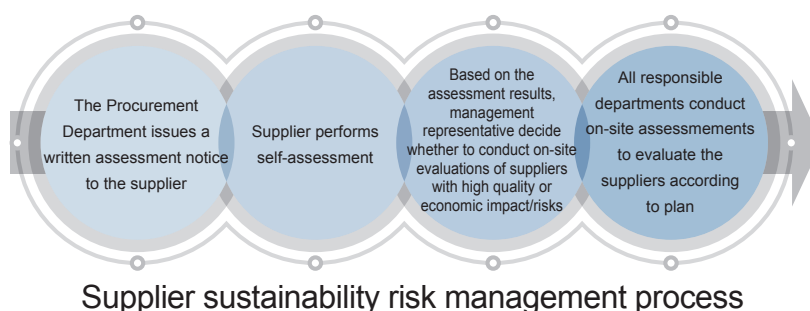 The Procurement
Department issues a
written assessment notice
to the supplier
Supplier performs
self-assessment
Based on the
assessment results,
management
representative decide
whether to conduct on-site
evaluations of suppliers
with high quality or
economic impact/risks
All responsible
departments conduct
on-site assessmements
to evaluate the
suppliers according
to plan
Supplier sustainability risk management process